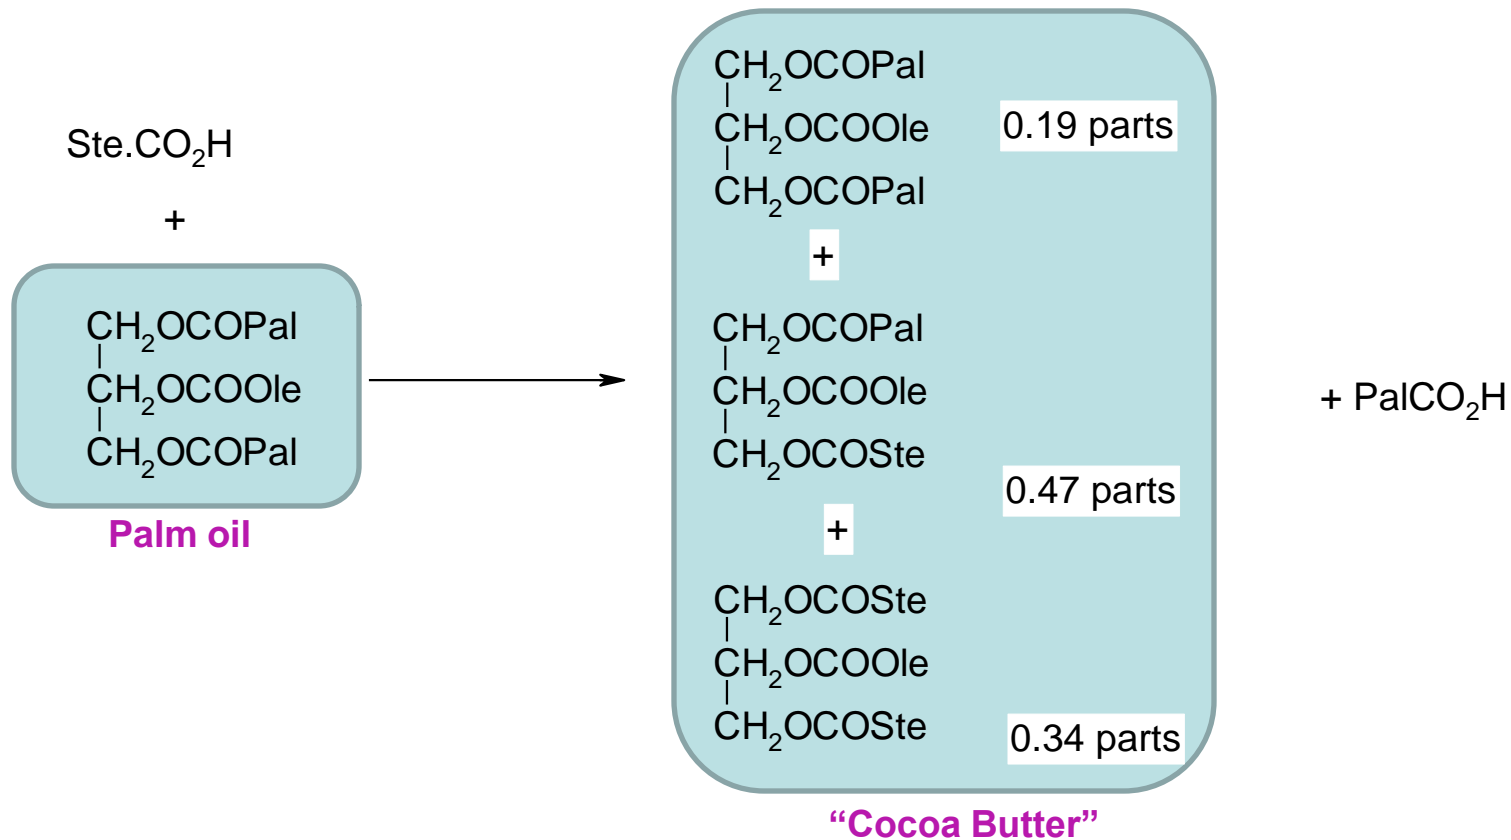 Ste.CO₂H
+
CH₂OCOPal
CH₂OCOOle
CH₂OCOPal
Palm oil
CH₂OCOPal
CH₂OCOOle
CH₂OCOPal
0.19 parts
+
CH₂OCOPal
CH₂OCOOle
CH₂OCOSte
0.47 parts
+
CH₂OCOSte
CH₂OCOOle
CH₂OCOSte
0.34 parts
“Cocoa Butter”
+ PalCO₂H